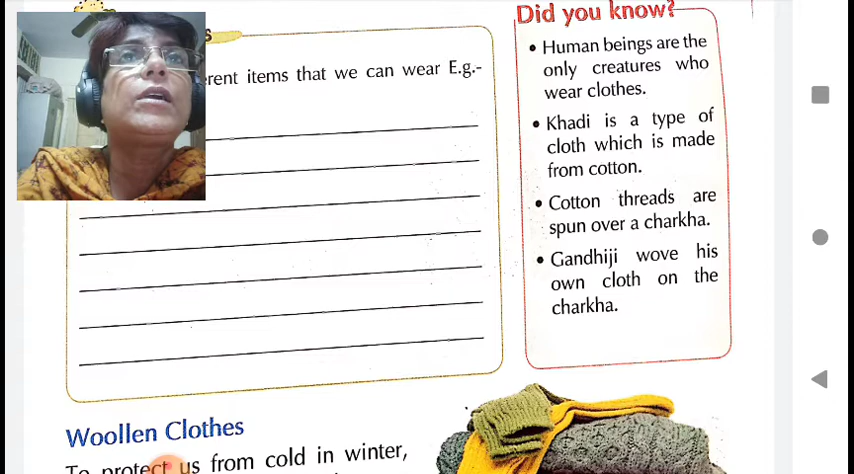 s
erent items that we can wear E.g.-
Did you know?
• Human beings are the
only creatures who
wear clothes.
• Khadi is a type of
cloth which is made
from cotton.
• Cotton threads are
spun over a charkha.
• Gandhiji wove his
own cloth on the
charkha.
Woollen Clothes
To protect us from cold in winter,